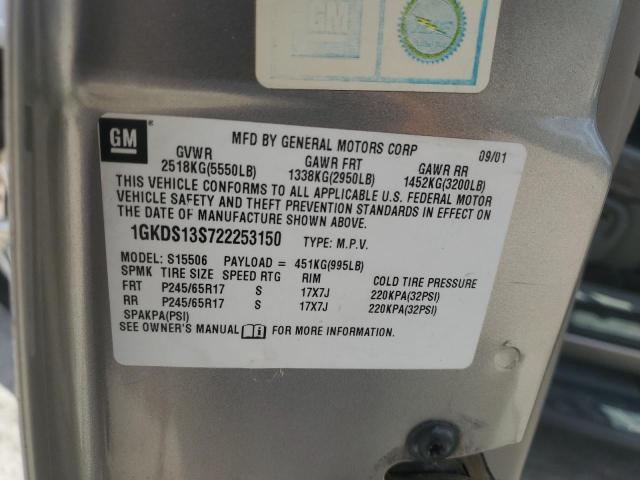 GM
MFD BY GENERAL MOTORS CORP 09/01
GVWR GAWR FRT GAWR RR
2518KG(5550LB) 1338KG(2950LB) 1452KG(3200LB)
THIS VEHICLE CONFORMS TO ALL APPLICABLE U.S. FEDERAL MOTOR
VEHICLE SAFETY AND THEFT PREVENTION STANDARDS IN EFFECT ON
THE DATE OF MANUFACTURE SHOWN ABOVE.
1GKDS13S722253150 TYPE: M.P.V.
MODEL: S15506 PAYLOAD = 451KG(995LB)
SPMK TIRE SIZE SPEED RTG RIM COLD TIRE PRESSURE
FRT P245/65R17 S 17X7J 220KPA(32PSI)
RR P245/65R17 S 17X7J 220KPA(32PSI)
SPAKPA(PSI)
SEE OWNER'S MANUAL FOR MORE INFORMATION.